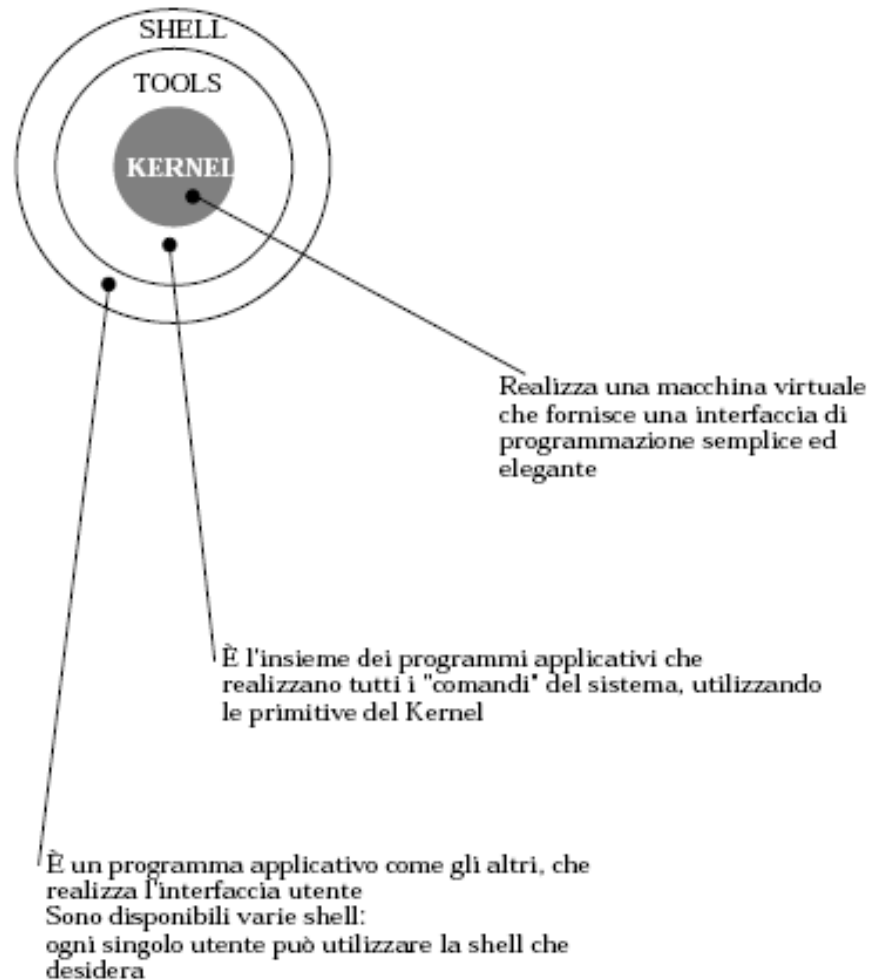 SHELL
TOOLS
KERNEL
Realizza una macchina virtuale
che fornisce una interfaccia di
programmazione semplice ed
elegante
È l'insieme dei programmi applicativi che
realizzano tutti i "comandi" del sistema, utilizzando
le primitive del Kernel
È un programma applicativo come gli altri, che
realizza l'interfaccia utente
Sono disponibili varie shell:
ogni singolo utente può utilizzare la shell che
desidera